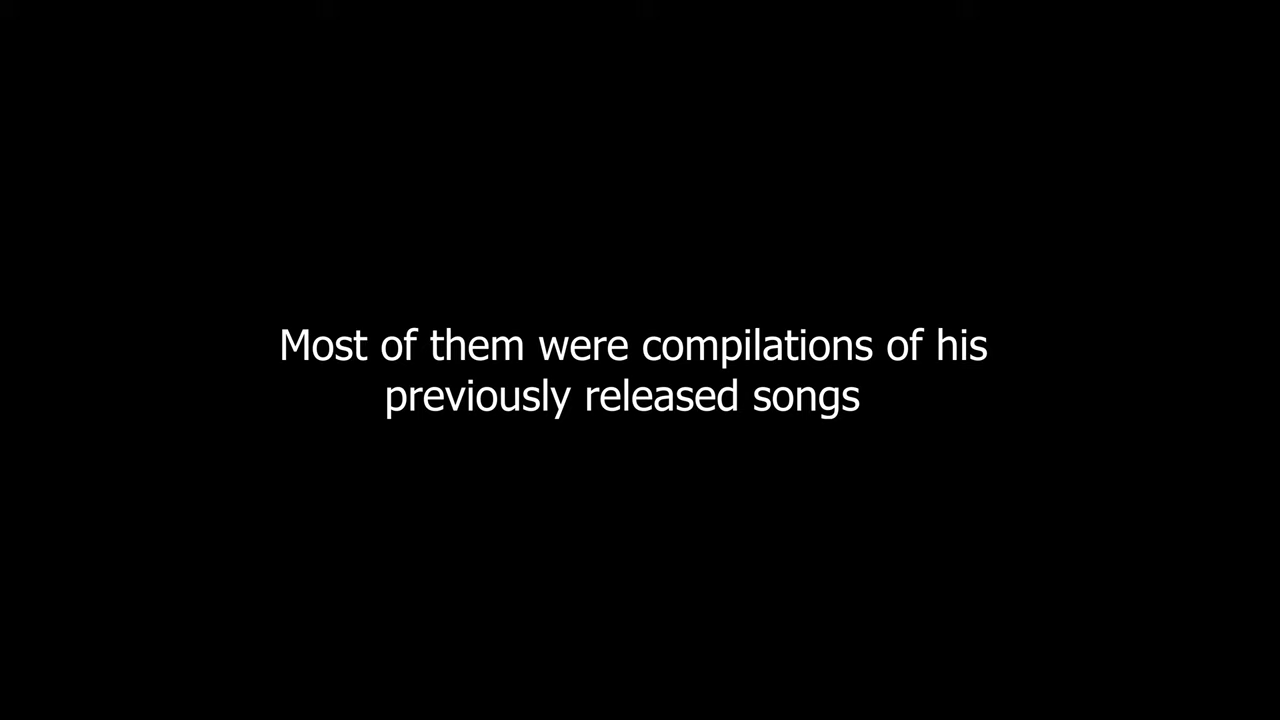 Most of them were compilations of his
previously released songs